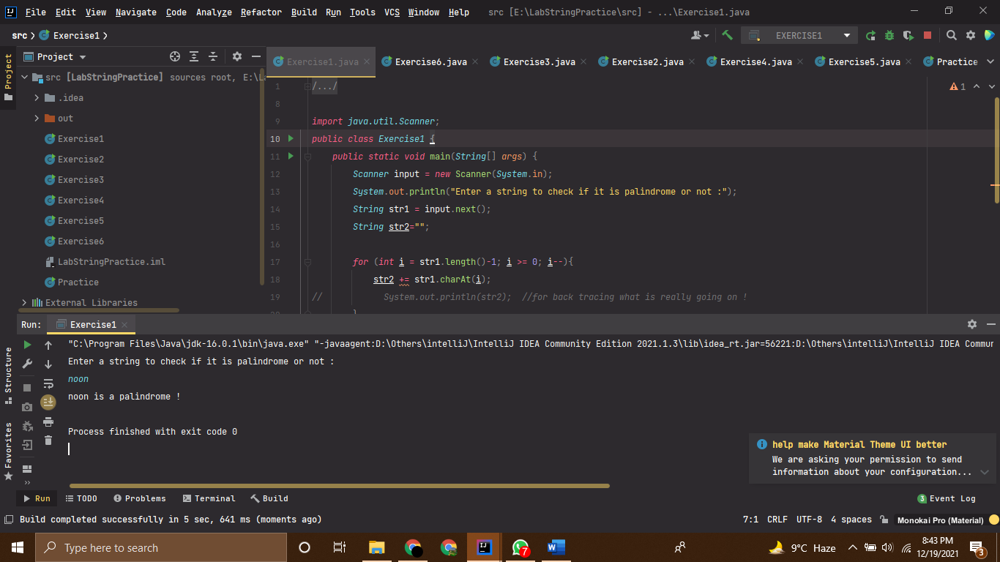 File Edit View Navigate Code Analyze Refactor Build Run Tools VCS Window Help src [E:\LabStringPractice\src] - ...\Exercise1.java
src Exercise1 EXERCISE1
Project
Project
Exercise1.java Exercise6.java Exercise3.java Exercise2.java Exercise4.java Exercise5.java Practice
src [LabStringPractice] sources root, E:\La
.idea
out
Exercise1
Exercise2
Exercise3
Exercise4
Exercise5
Exercise6
LabStringPractice.iml
Practice
External Libraries
1 /.../
1
8
9 import java.util.Scanner;
10 public class Exercise1 {
11 public static void main(String[] args) {
12 Scanner input = new Scanner(System.in);
13 System.out.println("Enter a string to check if it is palindrome or not :");
14 String str1 = input.next();
15 String str2="";
16
17 for (int i = str1.length()-1; i >= 0; i--){
18 str2 += str1.charAt(i);
19 // System.out.println(str2); //for back tracing what is really going on !
20 }
Run: Exercise1
"C:\Program Files\Java\jdk-16.0.1\bin\java.exe" "-javaagent:D:\Others\intelliJ\IntelliJ IDEA Community Edition 2021.1.3\lib\idea_rt.jar=56221:D:\Others\intelliJ\IntelliJ IDEA Commun
Enter a string to check if it is palindrome or not :
noon
noon is a palindrome !
Process finished with exit code 0
Structure
Favorites
help make Material Theme UI better
We are asking your permission to send
information about your configuration...
Run TODO Problems Terminal Build 3 Event Log
Build completed successfully in 5 sec, 641 ms (moments ago) 7:1 CRLF UTF-8 4 spaces Monokai Pro (Material)
Type here to search 7 W 9°C Haze 8:43 PM
12/19/2021 3